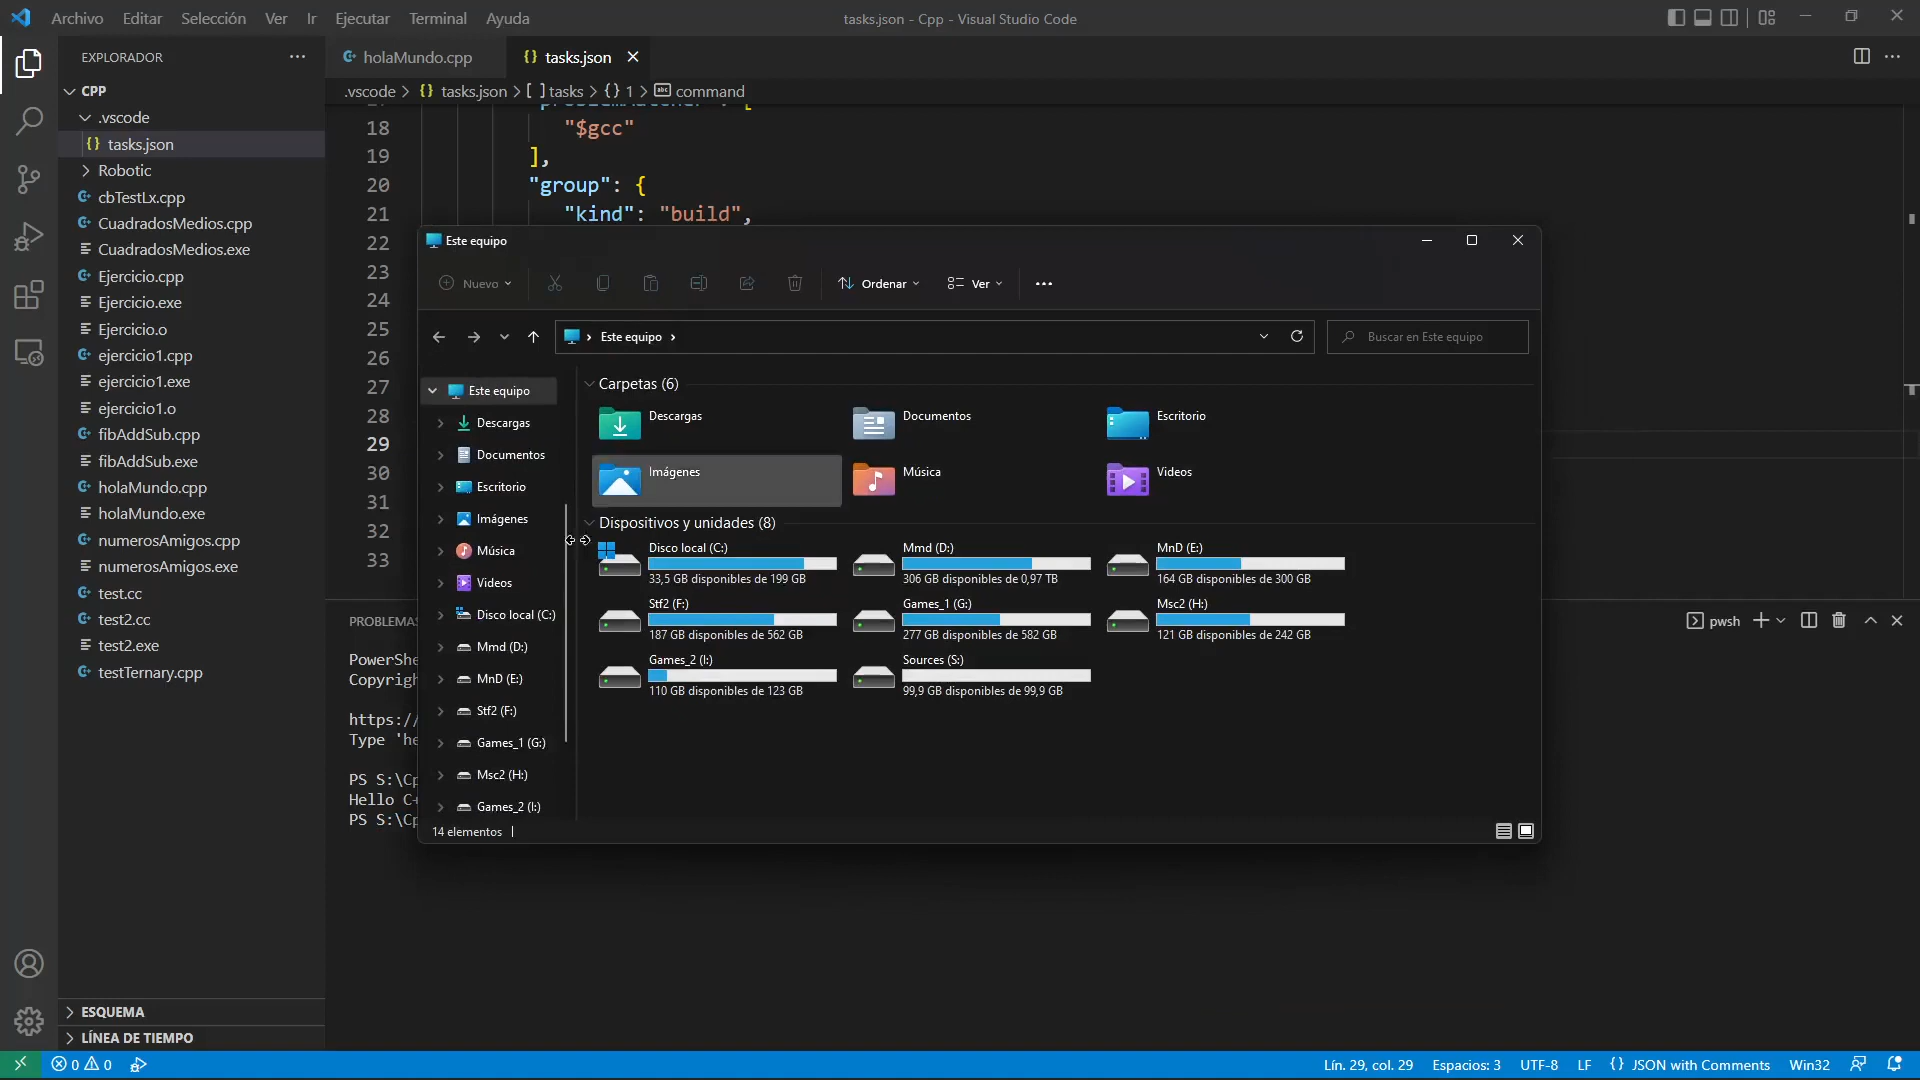 Archivo Editar Selección Ver Ir Ejecutar Terminal Ayuda
tasks.json - Cpp - Visual Studio Code
EXPLORADOR
CPP
.vscode
tasks.json
Robotic
cbTestLx.cpp
CuadradosMedios.cpp
CuadradosMedios.exe
Ejercicio.cpp
Ejercicio.exe
Ejercicio.o
ejercicio1.cpp
ejercicio1.exe
ejercicio1.o
fibAddSub.cpp
fibAddSub.exe
holaMundo.cpp
holaMundo.exe
numerosAmigos.cpp
numerosAmigos.exe
test.cc
test2.cc
test2.exe
testTernary.cpp
ESQUEMA
LÍNEA DE TIEMPO
holaMundo.cpp
{} tasks.json
.vscode > {} tasks.json > [ ] tasks > {} 1 > command
18 "$gcc"
19 ],
20 "group": {
21 "kind": "build",
22
23
24
25
26
27
28
29
30
31
32
33
Este equipo
Nuevo
Ordenar
Ver
Este equipo
Buscar en Este equipo
Este equipo
Descargas
Documentos
Escritorio
Imágenes
Música
Videos
Disco local (C:)
Mmd (D:)
MnD (E:)
Stf2 (F:)
Games_1 (G:)
Msc2 (H:)
Games_2 (I:)
Carpetas (6)
Descargas
Documentos
Escritorio
Imágenes
Música
Videos
Dispositivos y unidades (8)
Disco local (C:)
33,5 GB disponibles de 199 GB
Mmd (D:)
306 GB disponibles de 0,97 TB
MnD (E:)
164 GB disponibles de 300 GB
Stf2 (F:)
187 GB disponibles de 562 GB
Games_1 (G:)
277 GB disponibles de 582 GB
Msc2 (H:)
121 GB disponibles de 242 GB
Games_2 (I:)
110 GB disponibles de 123 GB
Sources (S:)
99,9 GB disponibles de 99,9 GB
14 elementos
pwsh
https:/
Type
PS
Hello
PS
0 0
Lín. 29, col. 29 Espacios: 3 UTF-8 LF {} JSON with Comments Win32